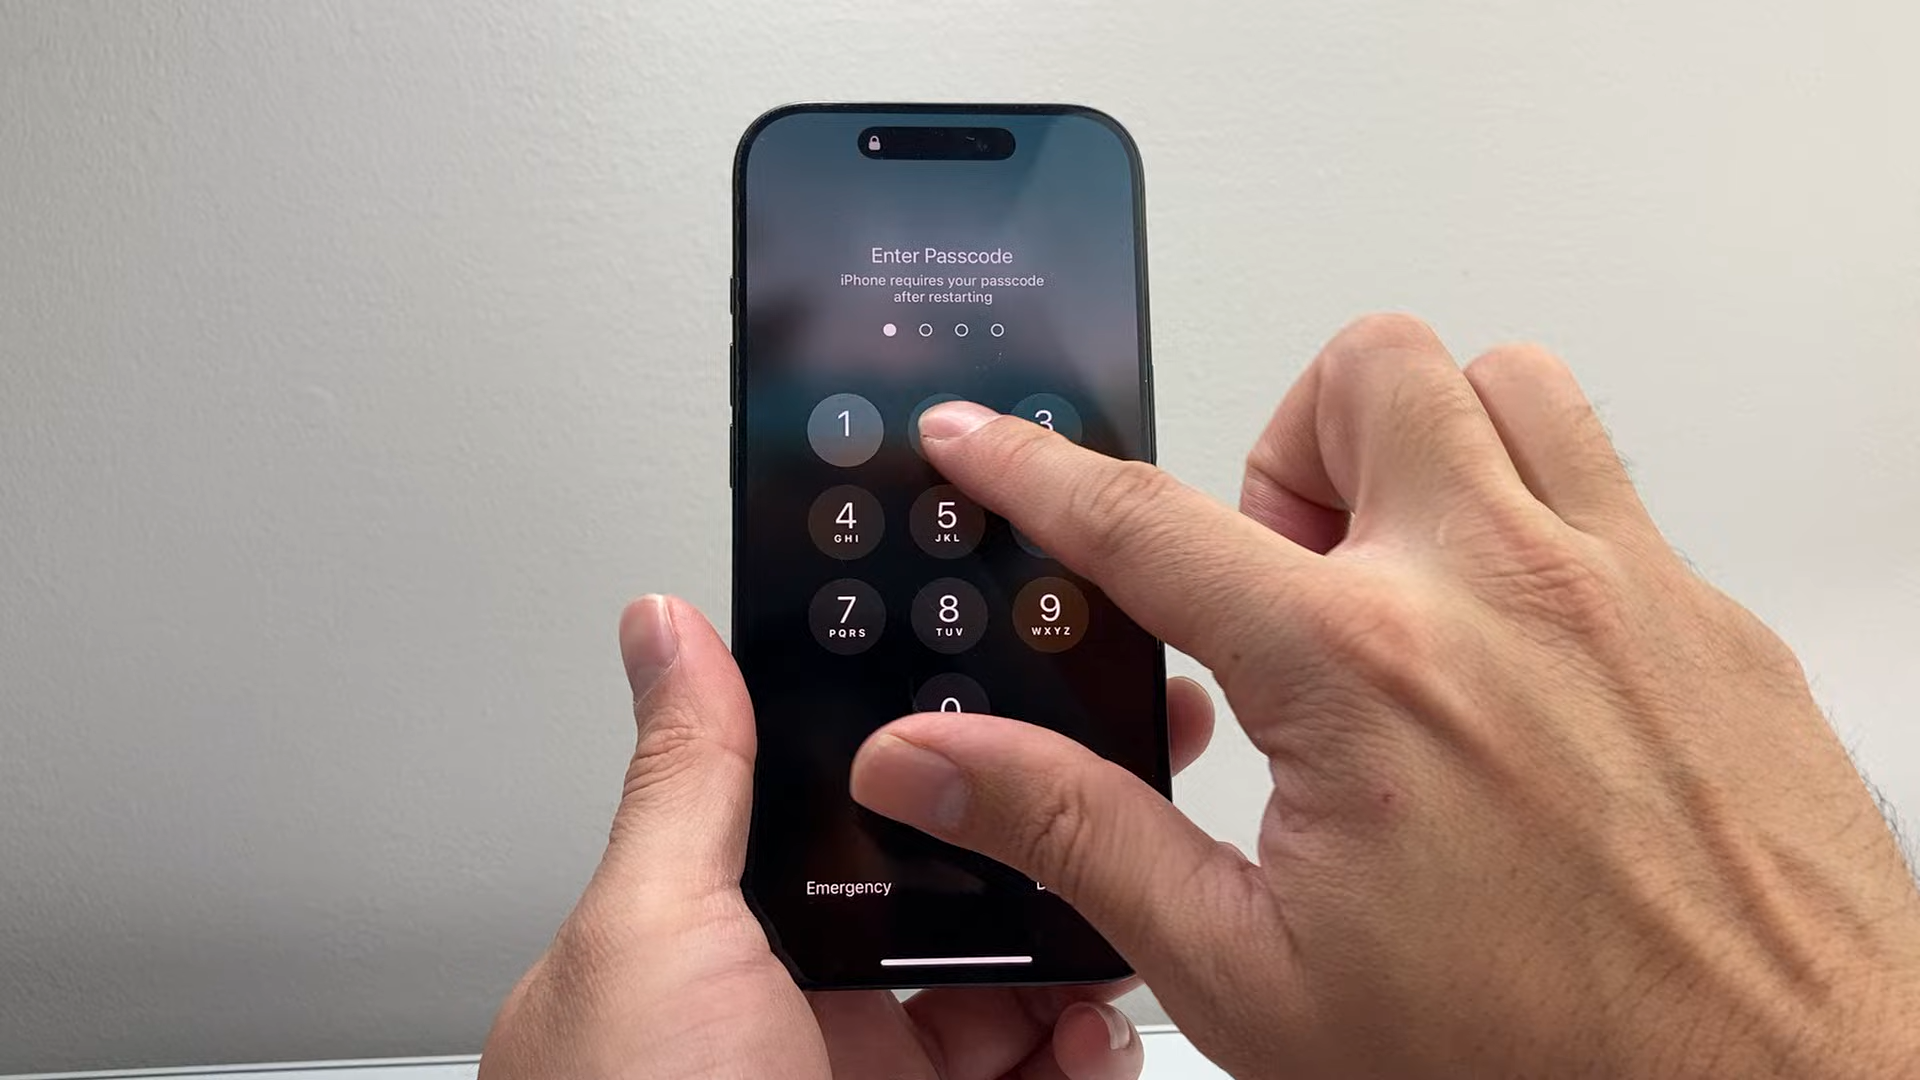 Enter Passcode
iPhone requires your passcode
after restarting
1 3
4 5
GHI JKL
7 8 9
PQRS TUV WXYZ
0
Emergency